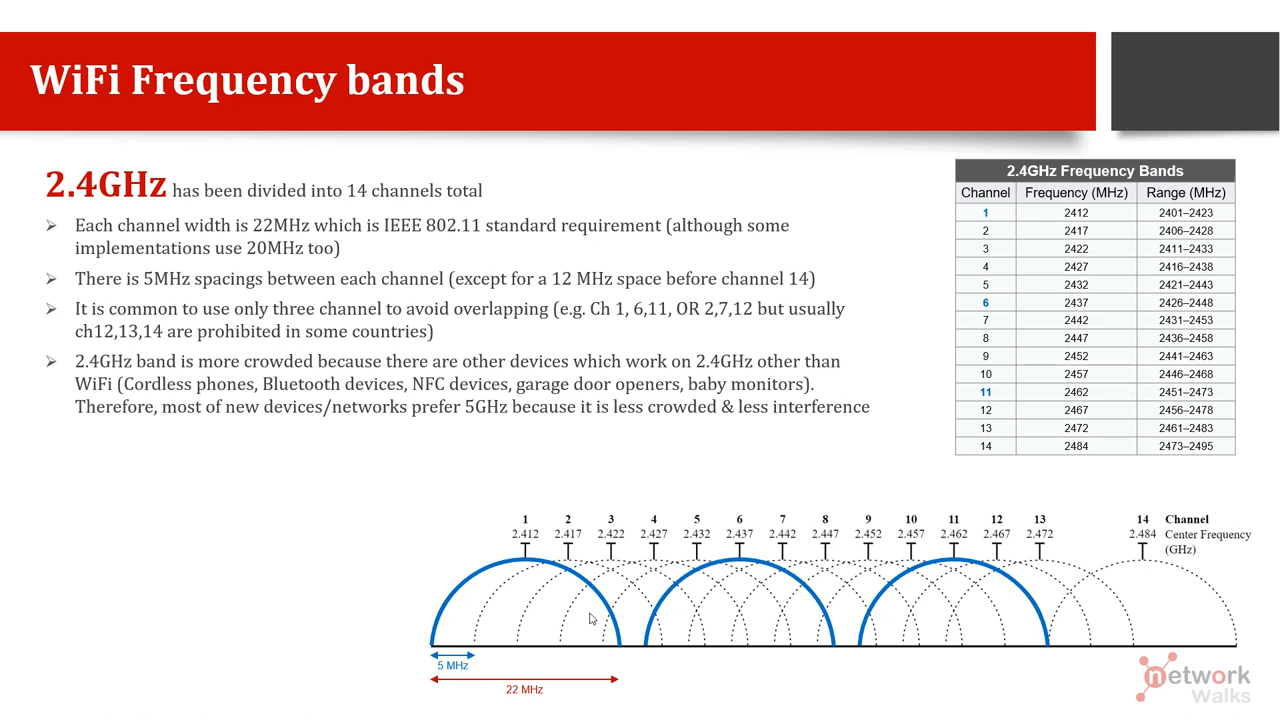 WiFi Frequency bands
2.4GHz has been divided into 14 channels total
Each channel width is 22MHz which is IEEE 802.11 standard requirement (although some
implementations use 20MHz too)
There is 5MHz spacings between each channel (except for a 12 MHz space before channel 14)
It is common to use only three channel to avoid overlapping (e.g. Ch 1, 6,11, OR 2,7,12 but usually
ch12,13,14 are prohibited in some countries)
2.4GHz band is more crowded because there are other devices which work on 2.4GHz other than
WiFi (Cordless phones, Bluetooth devices, NFC devices, garage door openers, baby monitors).
Therefore, most of new devices/networks prefer 5GHz because it is less crowded & less interference
2.4GHz Frequency Bands
Channel Frequency (MHz) Range (MHz)
1 2412 2401–2423
2 2417 2406–2428
3 2422 2411–2433
4 2427 2416–2438
5 2432 2421–2443
6 2437 2426–2448
7 2442 2431–2453
8 2447 2436–2458
9 2452 2441–2463
10 2457 2446–2468
11 2462 2451–2473
12 2467 2456–2478
13 2472 2461–2483
14 2484 2473–2495
1 2 3 4 5 6 7 8 9 10 11 12 13 14 Channel
2.412 2.417 2.422 2.427 2.432 2.437 2.442 2.447 2.452 2.457 2.462 2.467 2.472 2.484 Center Frequency
(GHz)
5 MHz
22 MHz
network
Walks